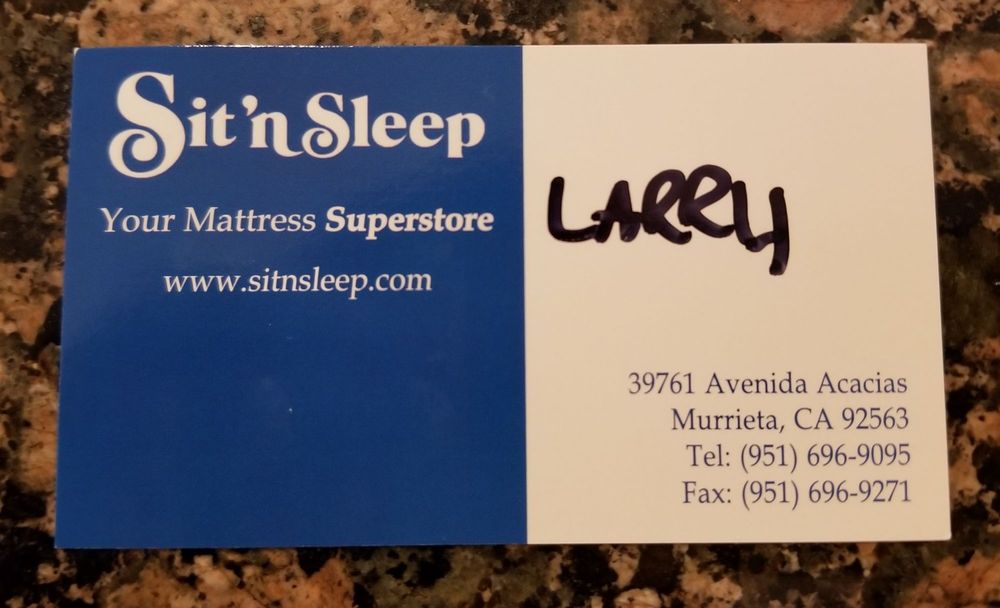 Sit'n Sleep
Your Mattress Superstore
www.sitnsleep.com
LARRY
39761 Avenida Acacias
Murrieta, CA 92563
Tel: (951) 696-9095
Fax: (951) 696-9271